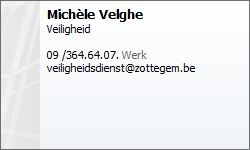 Michèle Velghe
Veiligheid
09 /364.64.07. Werk
veiligheidsdienst@zottegem.be